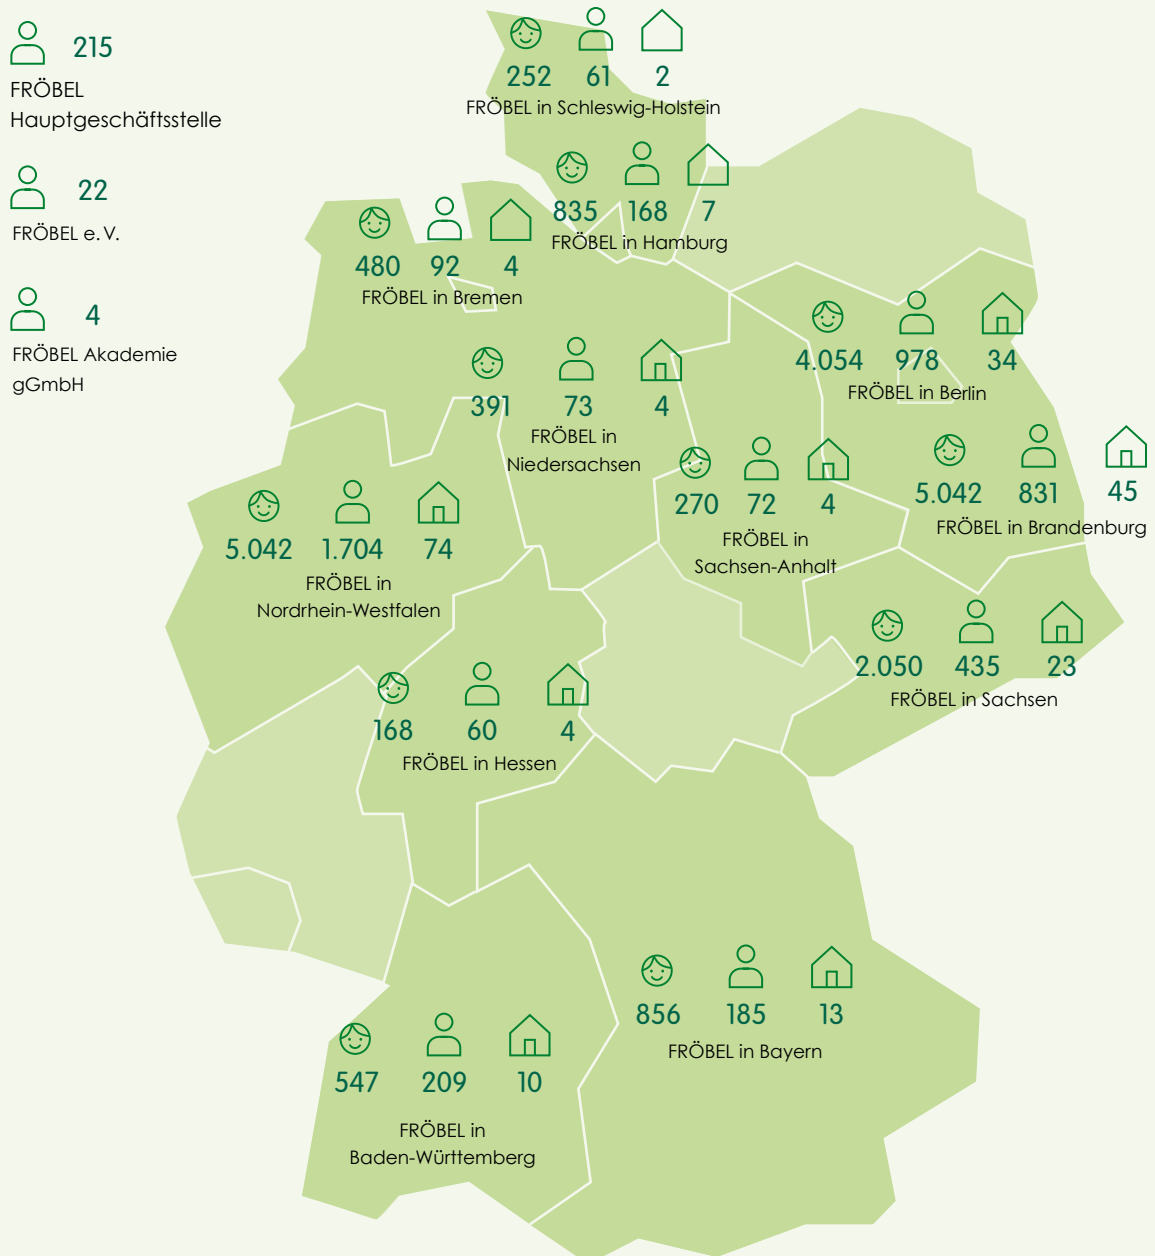 215
FRÖBEL
Hauptgeschäftsstelle
22
FRÖBEL e. V.
4
FRÖBEL Akademie
gGmbH
252 61 2
FRÖBEL in Schleswig-Holstein
835 168 7
FRÖBEL in Hamburg
480 92 4
FRÖBEL in Bremen
4.054 978 34
FRÖBEL in Berlin
391 73 4
FRÖBEL in
Niedersachsen
270 72 4
FRÖBEL in
Sachsen-Anhalt
5.042 831 45
FRÖBEL in Brandenburg
5.042 1.704 74
FRÖBEL in
Nordrhein-Westfalen
2.050 435 23
FRÖBEL in Sachsen
168 60 4
FRÖBEL in Hessen
856 185 13
FRÖBEL in Bayern
547 209 10
FRÖBEL in
Baden-Württemberg